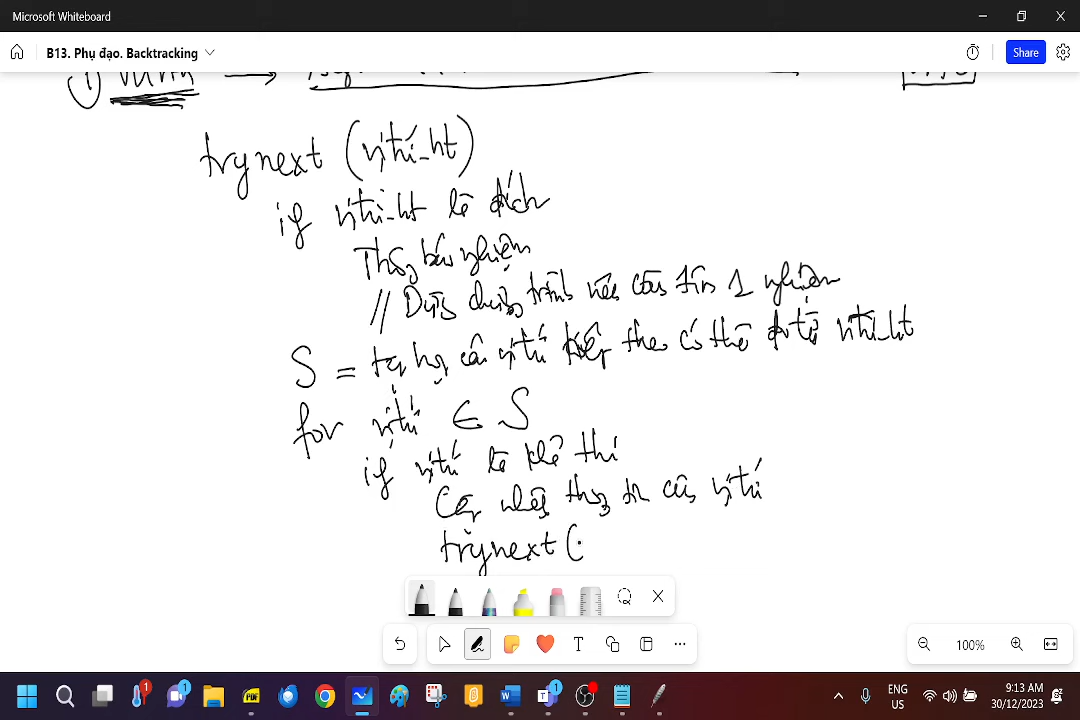 Microsoft Whiteboard
B13. Phụ đạo. Backtracking
Share
trynext (vị trí_ht)
if vị trí_ht là đích
Thông báo nghiệm
// Dừng chương trình nếu cần tìm 1 nghiệm
S = tập hợp các vị trí tiếp theo có thể đi từ vị trí_ht
for vị trí ∈ S
if vị trí là khả thi
Cập nhật thông tin của vị trí
trynext (
100%
ENG
US
9:13 AM
30/12/2023